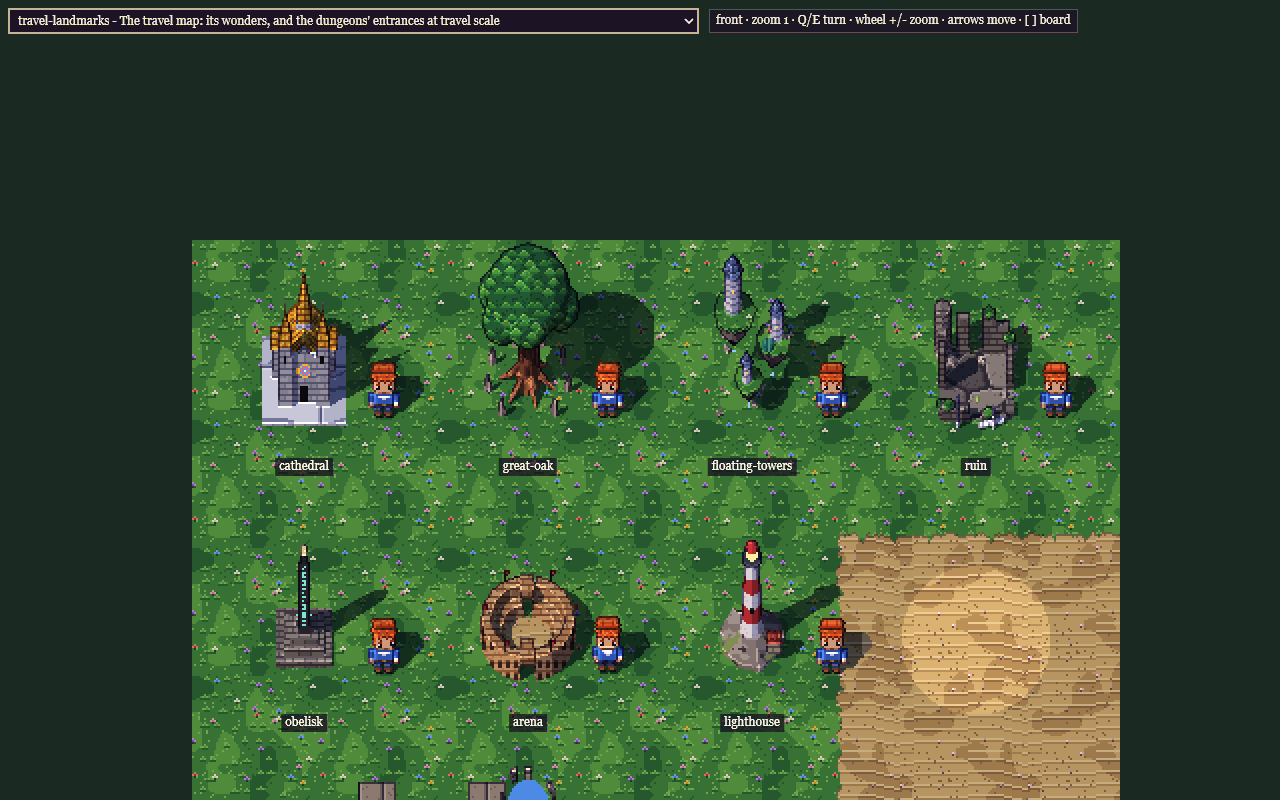 travel-landmarks - The travel map: its wonders, and the dungeons' entrances at travel scale
front · zoom 1 · Q/E turn · wheel +/- zoom · arrows move · [ ] board
cathedral
great-oak
floating-towers
ruin
obelisk
arena
lighthouse